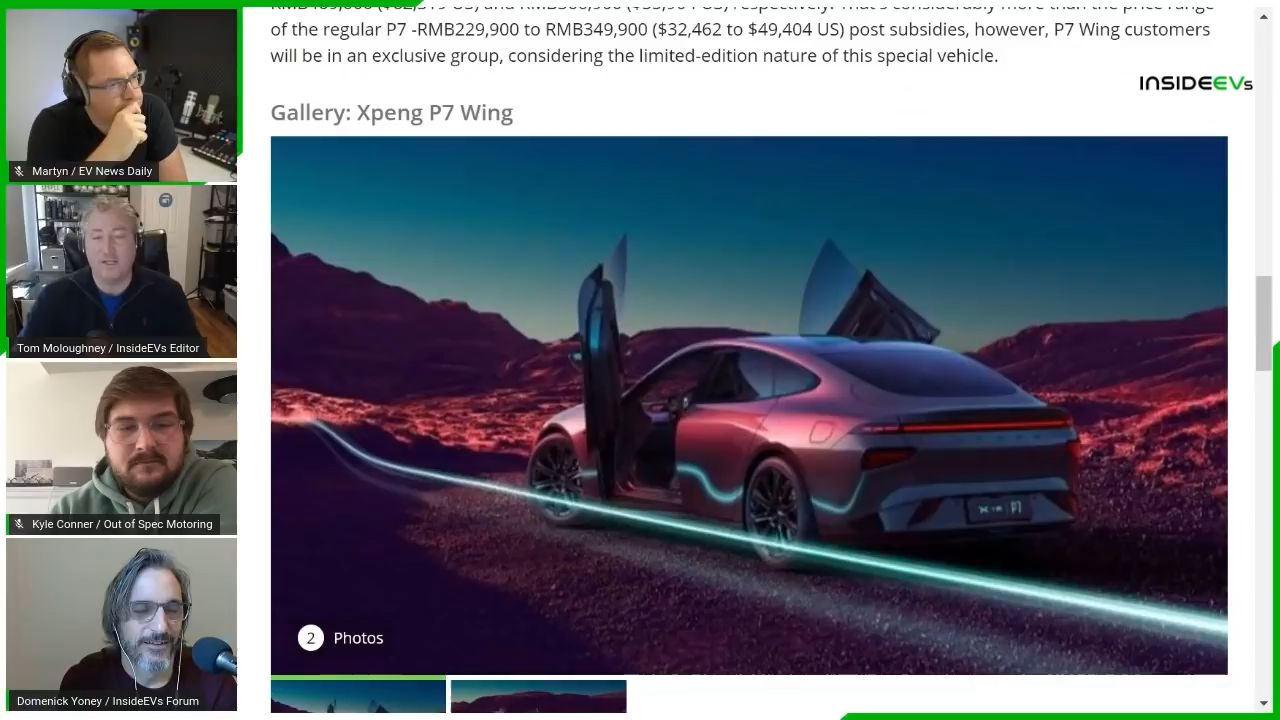 of the regular P7 -RMB229,900 to RMB349,900 ($32,462 to $49,404 US) post subsidies, however, P7 Wing customers
will be in an exclusive group, considering the limited-edition nature of this special vehicle.
INSIDEEVs
Gallery: Xpeng P7 Wing
Martyn / EV News Daily
Tom Moloughney / InsideEVs Editor
Kyle Conner / Out of Spec Motoring
P7
2 Photos
Domenick Yoney / InsideEVs Forum